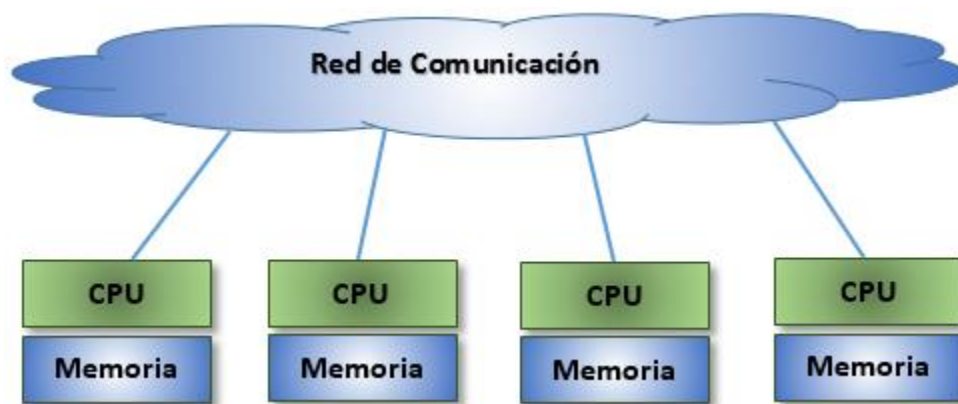 Red de Comunicación
CPU
CPU
CPU
CPU
Memoria
Memoria
Memoria
Memoria